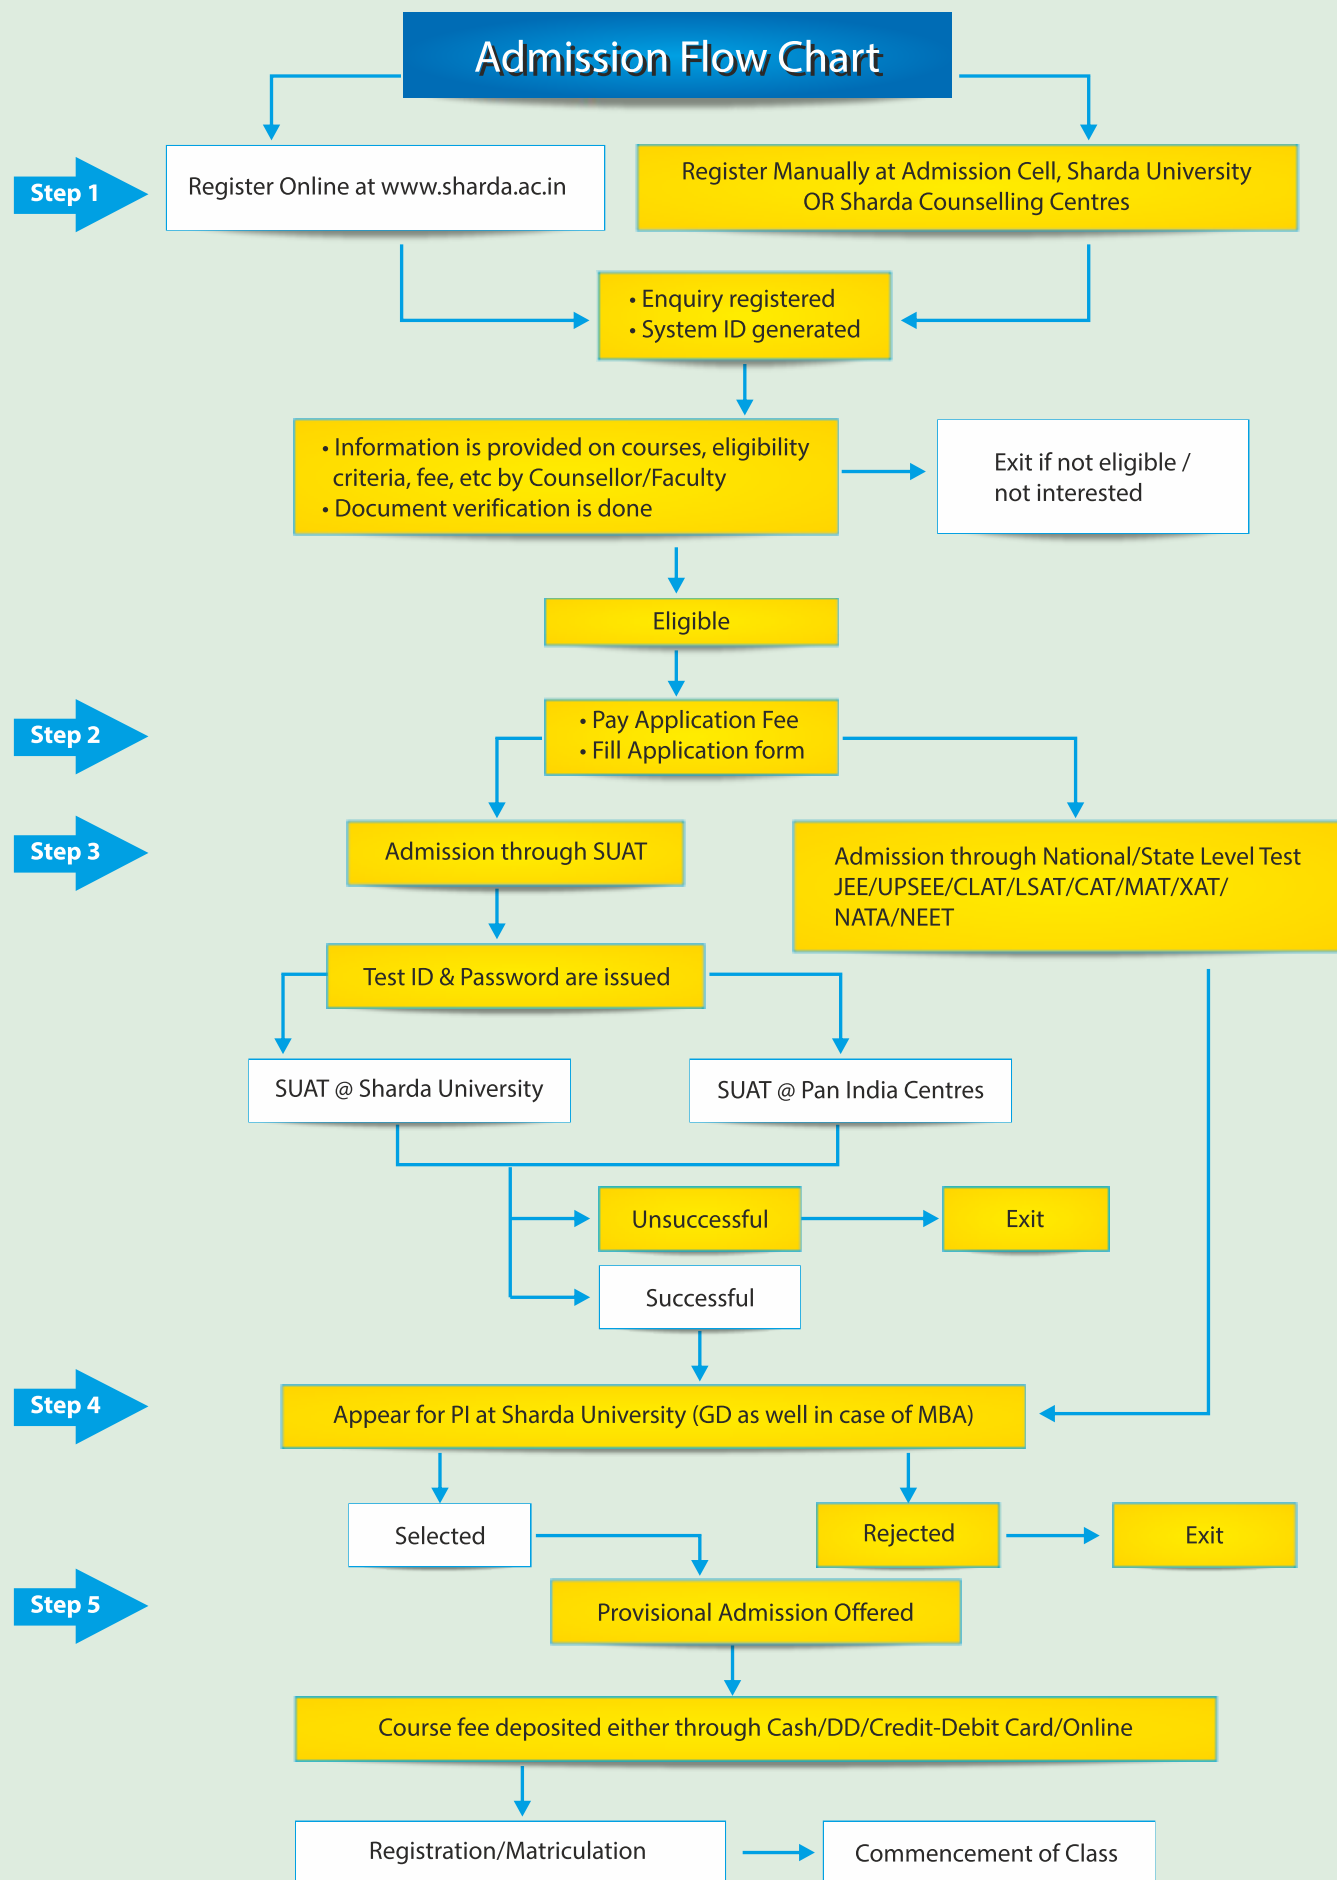 Admission Flow Chart
Step 1
Register Online at www.sharda.ac.in
Register Manually at Admission Cell, Sharda University
OR Sharda Counselling Centres
• Enquiry registered
• System ID generated
• Information is provided on courses, eligibility
criteria, fee, etc by Counsellor/Faculty
• Document verification is done
Exit if not eligible /
not interested
Eligible
Step 2
• Pay Application Fee
• Fill Application form
Step 3
Admission through SUAT
Admission through National/State Level Test
JEE/UPSEE/CLAT/LSAT/CAT/MAT/XAT/
NATA/NEET
Test ID & Password are issued
SUAT @ Sharda University
SUAT @ Pan India Centres
Unsuccessful
Exit
Successful
Step 4
Appear for PI at Sharda University (GD as well in case of MBA)
Selected
Rejected
Exit
Step 5
Provisional Admission Offered
Course fee deposited either through Cash/DD/Credit-Debit Card/Online
Registration/Matriculation
Commencement of Class